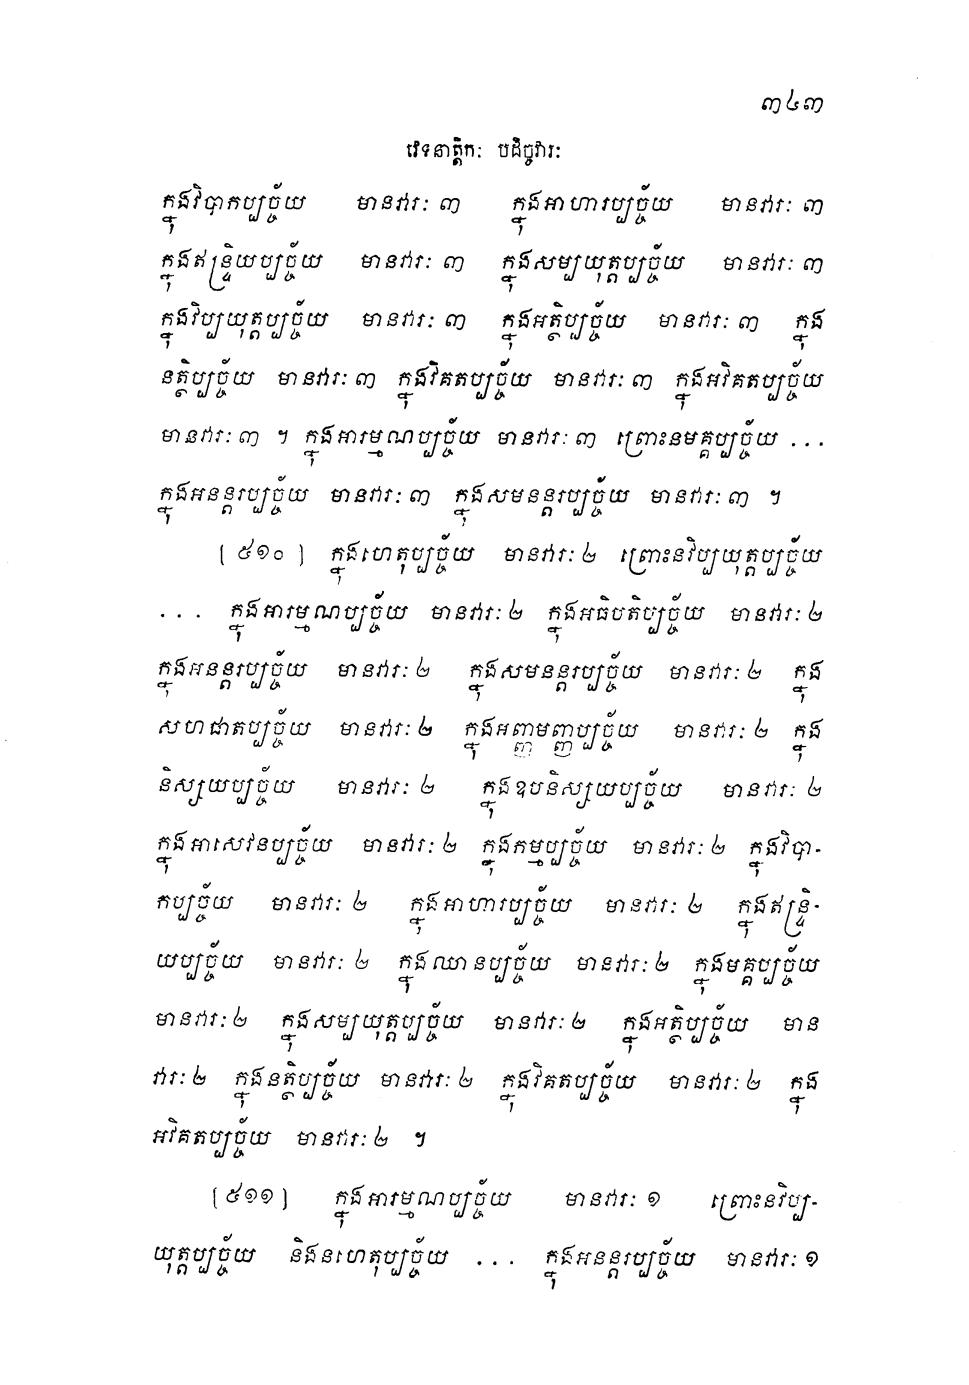 ៣៤៣
វេទនាត្តិកៈ បដិច្ចវារៈ
ក្នុងវិបាកប្បច្ច័យ មានវារៈ ៣ ក្នុងអាហារប្បច្ច័យ មានវារៈ ៣
ក្នុងឥន្ទ្រិយប្បច្ច័យ មានវារៈ ៣ ក្នុងសម្បយុត្តប្បច្ច័យ មានវារៈ ៣
ក្នុងវិប្បយុត្តប្បច្ច័យ មានវារៈ ៣ ក្នុងអត្ថិប្បច្ច័យ មានវារៈ ៣ ក្នុង
នត្ថិប្បច្ច័យ មានវារៈ ៣ ក្នុងវិគតប្បច្ច័យ មានវារៈ ៣ ក្នុងអវិគតប្បច្ច័យ
មានវារៈ ៣ ។ ក្នុងអារម្មណប្បច្ច័យ មានវារៈ ៣ ព្រោះនមគ្គប្បច្ច័យ ...
ក្នុងអនន្តរប្បច្ច័យ មានវារៈ ៣ ក្នុងសមនន្តរប្បច្ច័យ មានវារៈ ៣ ។
[៥១០] ក្នុងហេតុប្បច្ច័យ មានវារៈ ២ ព្រោះនវិប្បយុត្តប្បច្ច័យ
... ក្នុងអារម្មណប្បច្ច័យ មានវារៈ ២ ក្នុងអធិបតិប្បច្ច័យ មានវារៈ ២
ក្នុងអនន្តរប្បច្ច័យ មានវារៈ ២ ក្នុងសមនន្តរប្បច្ច័យ មានវារៈ ២ ក្នុង
សហជាតប្បច្ច័យ មានវារៈ ២ ក្នុងអញ្ញាមញ្ញប្បច្ច័យ មានវារៈ ២ ក្នុង
និស្សយប្បច្ច័យ មានវារៈ ២ ក្នុងឧបនិស្សយប្បច្ច័យ មានវារៈ ២
ក្នុងអាសេវនប្បច្ច័យ មានវារៈ ២ ក្នុងកម្មប្បច្ច័យ មានវារៈ ២ ក្នុងវិបា-
កប្បច្ច័យ មានវារៈ ២ ក្នុងអាហារប្បច្ច័យ មានវារៈ ២ ក្នុងឥន្ទ្រិ-
យប្បច្ច័យ មានវារៈ ២ ក្នុងឈានប្បច្ច័យ មានវារៈ ២ ក្នុងមគ្គប្បច្ច័យ
មានវារៈ ២ ក្នុងសម្បយុត្តប្បច្ច័យ មានវារៈ ២ ក្នុងអត្ថិប្បច្ច័យ មាន
វារៈ ២ ក្នុងនត្ថិប្បច្ច័យ មានវារៈ ២ ក្នុងវិគតប្បច្ច័យ មានវារៈ ២ ក្នុង
អវិគតប្បច្ច័យ មានវារៈ ២ ។
[៥១១] ក្នុងអារម្មណប្បច្ច័យ មានវារៈ ១ ព្រោះនវិប្ប-
យុត្តប្បច្ច័យ និងនហេតុប្បច្ច័យ ... ក្នុងអនន្តរប្បច្ច័យ មានវារៈ ១